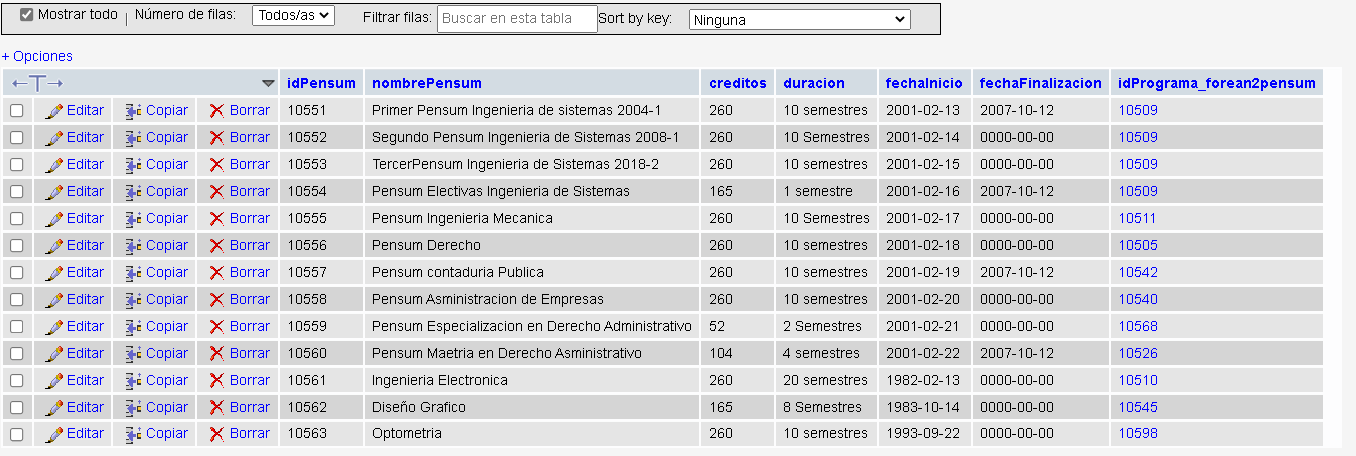 Mostrar todo | Número de filas: Todos/as Filtrar filas: Buscar en esta tabla Sort by key: Ninguna
+ Opciones
←T→ idPensum nombrePensum creditos duracion fechaInicio fechaFinalizacion idPrograma_forean2pensum
Editar Copiar Borrar 10551 Primer Pensum Ingenieria de sistemas 2004-1 260 10 semestres 2001-02-13 2007-10-12 10509
Editar Copiar Borrar 10552 Segundo Pensum Ingenieria de Sistemas 2008-1 260 10 Semestres 2001-02-14 0000-00-00 10509
Editar Copiar Borrar 10553 TercerPensum Ingenieria de Sistemas 2018-2 260 10 semestres 2001-02-15 0000-00-00 10509
Editar Copiar Borrar 10554 Pensum Electivas Ingenieria de Sistemas 165 1 semestre 2001-02-16 2007-10-12 10509
Editar Copiar Borrar 10555 Pensum Ingenieria Mecanica 260 10 Semestres 2001-02-17 0000-00-00 10511
Editar Copiar Borrar 10556 Pensum Derecho 260 10 semestres 2001-02-18 0000-00-00 10505
Editar Copiar Borrar 10557 Pensum contaduria Publica 260 10 semestres 2001-02-19 2007-10-12 10542
Editar Copiar Borrar 10558 Pensum Asministracion de Empresas 260 10 semestres 2001-02-20 0000-00-00 10540
Editar Copiar Borrar 10559 Pensum Especializacion en Derecho Administrativo 52 2 Semestres 2001-02-21 0000-00-00 10568
Editar Copiar Borrar 10560 Pensum Maetria en Derecho Asministrativo 104 4 semestres 2001-02-22 2007-10-12 10526
Editar Copiar Borrar 10561 Ingenieria Electronica 260 20 semestres 1982-02-13 0000-00-00 10510
Editar Copiar Borrar 10562 Diseño Grafico 165 8 Semestres 1983-10-14 0000-00-00 10545
Editar Copiar Borrar 10563 Optometria 260 10 semestres 1993-09-22 0000-00-00 10598